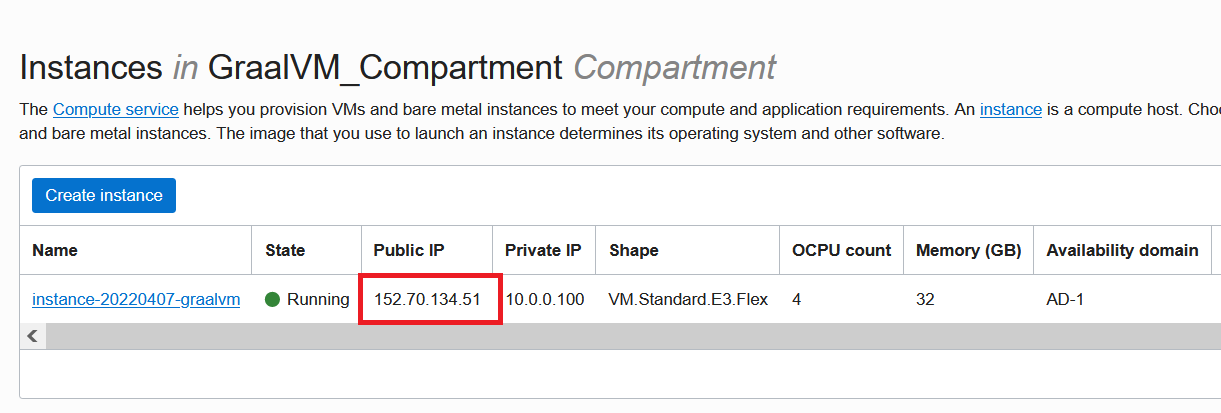 Instances in GraalVM_Compartment Compartment
The Compute service helps you provision VMs and bare metal instances to meet your compute and application requirements. An instance is a compute host. Choo
and bare metal instances. The image that you use to launch an instance determines its operating system and other software.
Create instance
Name State Public IP Private IP Shape OCPU count Memory (GB) Availability domain
instance-20220407-graalvm Running 152.70.134.51 10.0.0.100 VM.Standard.E3.Flex 4 32 AD-1